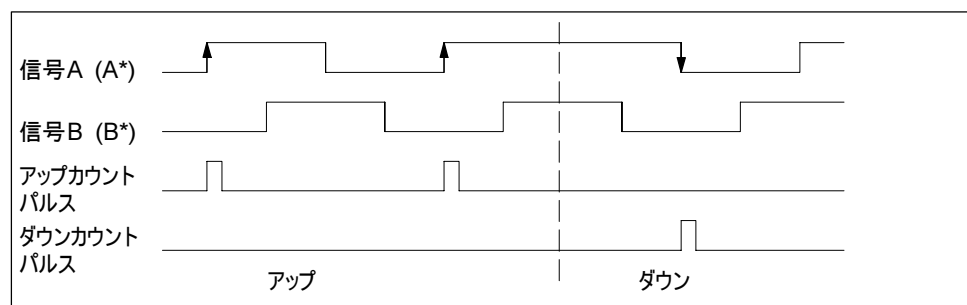 信号A (A*)
信号B (B*)
アップカウント
パルス
ダウンカウント
パルス
アップ
ダウン